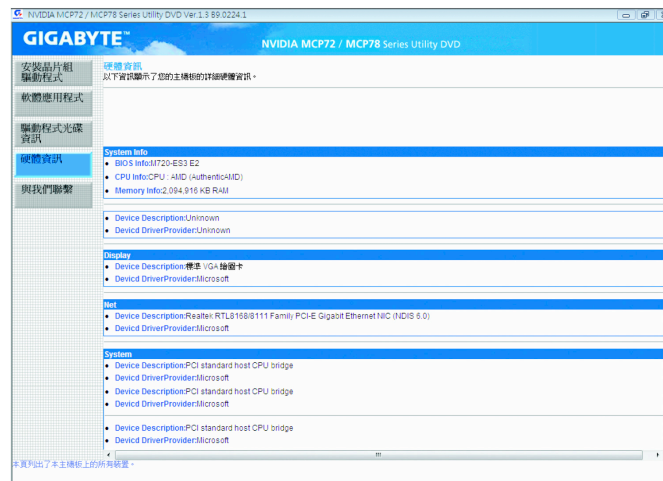 NVIDIA MCP72 / MCP78 Series Utility DVD Ver.1.3 B9.0224.1
GIGABYTE™
NVIDIA MCP72 / MCP78 Series Utility DVD
安裝晶片組
驅動程式
軟體應用程式
驅動程式光碟
資訊
硬體資訊
與我們聯繫
硬體資訊
以下資訊顯示了您的主機板的詳細硬體資訊。
System Info
• BIOS Info:M720-ES3 E2
• CPU Info:CPU : AMD (AuthenticAMD)
• Memory Info:2,094,916 KB RAM
• Device Description:Unknown
• Devicd DriverProvider:Unknown
Display
• Device Description:標準 VGA 繪圖卡
• Devicd DriverProvider:Microsoft
Net
• Device Description:Realtek RTL8168/8111 Family PCI-E Gigabit Ethernet NIC (NDIS 6.0)
• Devicd DriverProvider:Microsoft
System
• Device Description:PCI standard host CPU bridge
• Devicd DriverProvider:Microsoft
• Device Description:PCI standard host CPU bridge
• Devicd DriverProvider:Microsoft
• Device Description:PCI standard host CPU bridge
• Devicd DriverProvider:Microsoft
本頁列出了本主機板上的所有裝置。